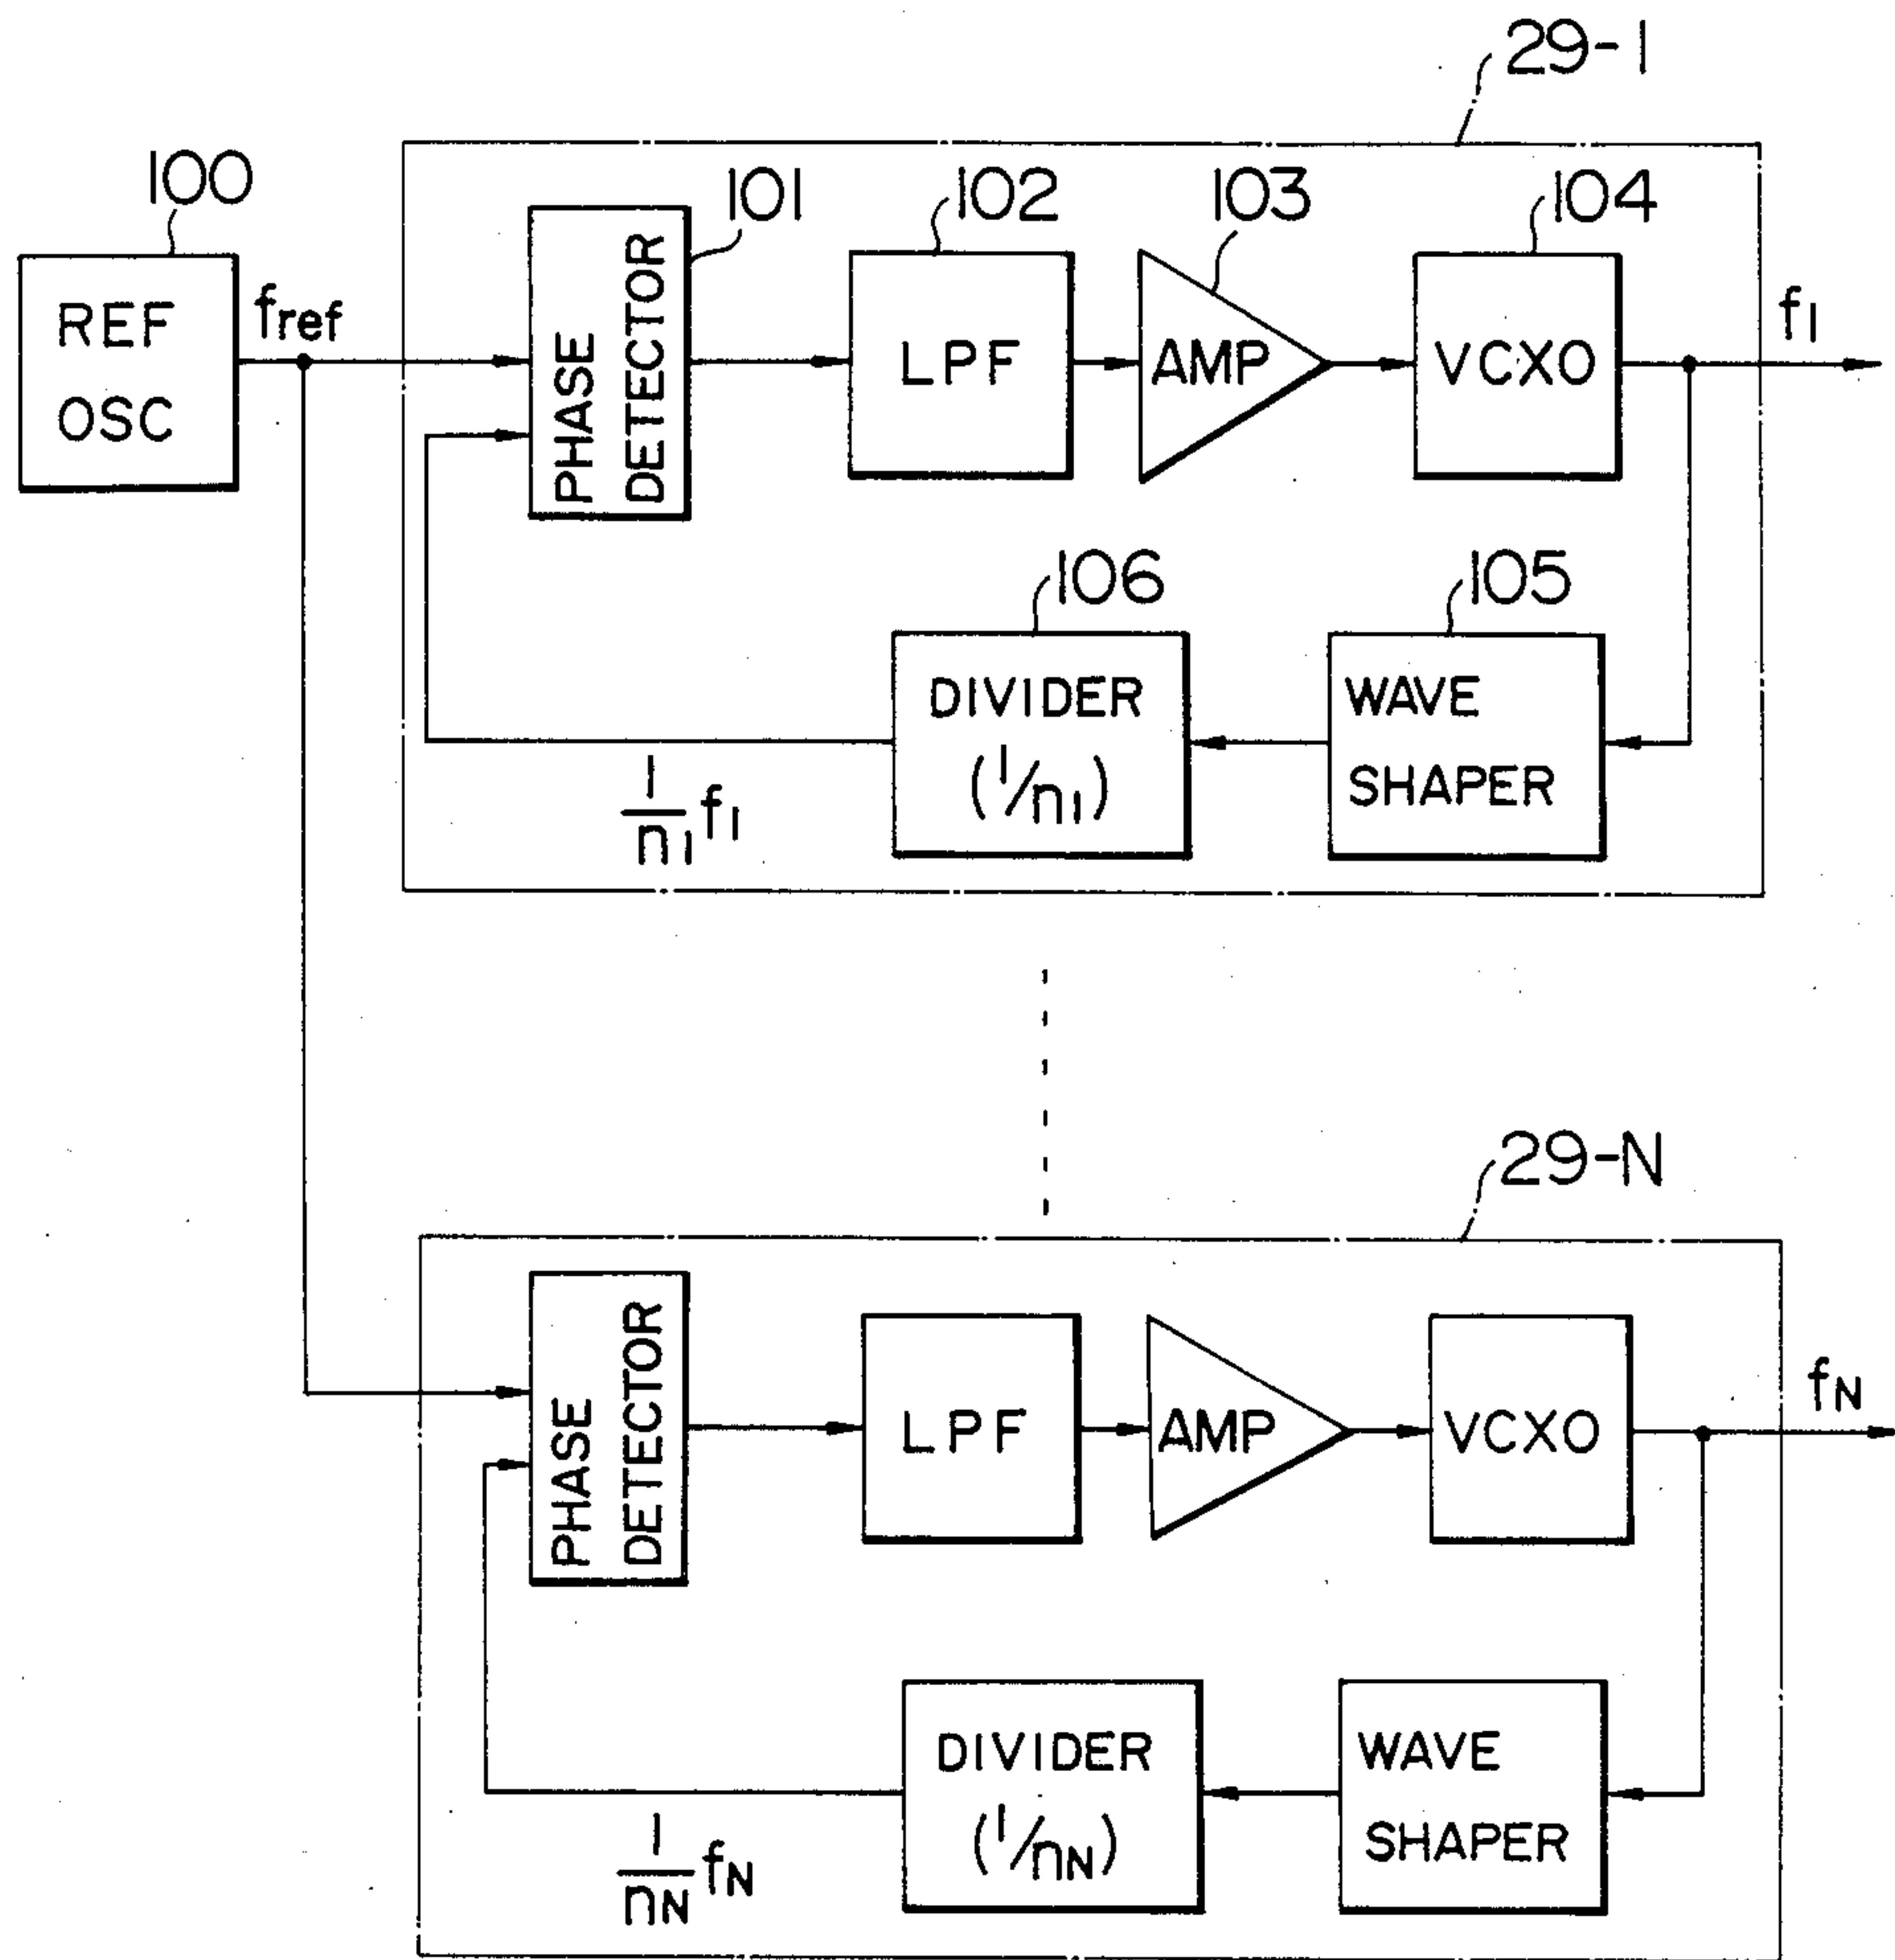 29-1
100
101
102
103
104
REF
OSC
fref
PHASE
DETECTOR
LPF
AMP
VCXO
f1
106
105
DIVIDER
(1/n1)
WAVE
SHAPER
1/n1 f1
29-N
PHASE
DETECTOR
LPF
AMP
VCXO
fN
DIVIDER
(1/nN)
WAVE
SHAPER
1/nN fN